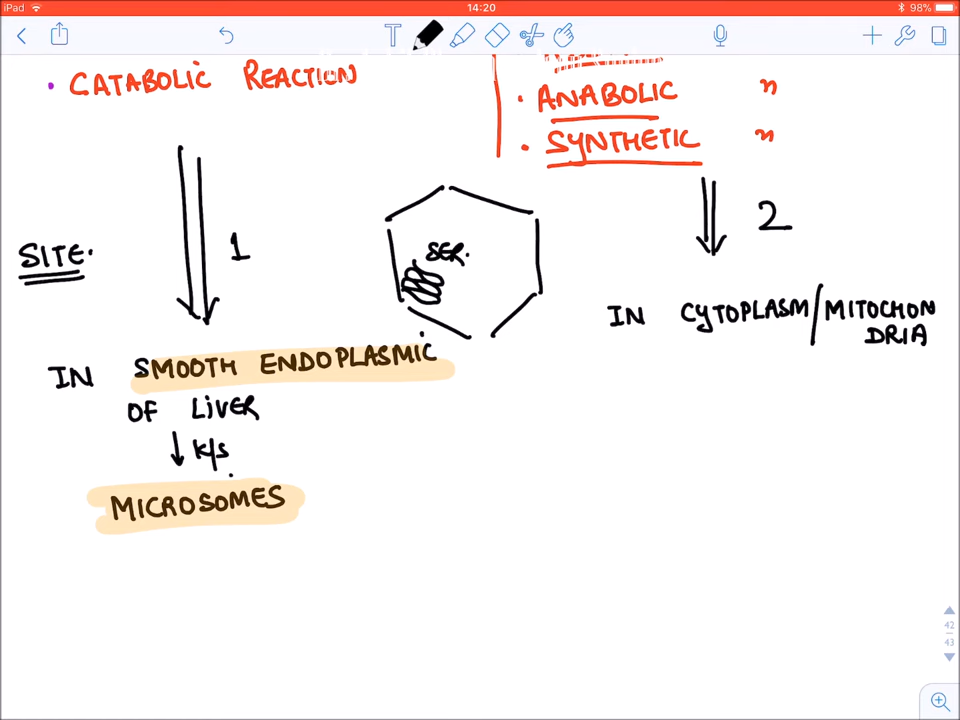 iPad 14:20 98%
T
• CATABOLIC REACTION
• ANABOLIC "
• SYNTHETIC "
SITE.
1
SER.
2
IN CYTOPLASM/MITOCHON
DRIA
IN SMOOTH ENDOPLASMIC
OF LIVER
↓ k/s
MICROSOMES
42
43